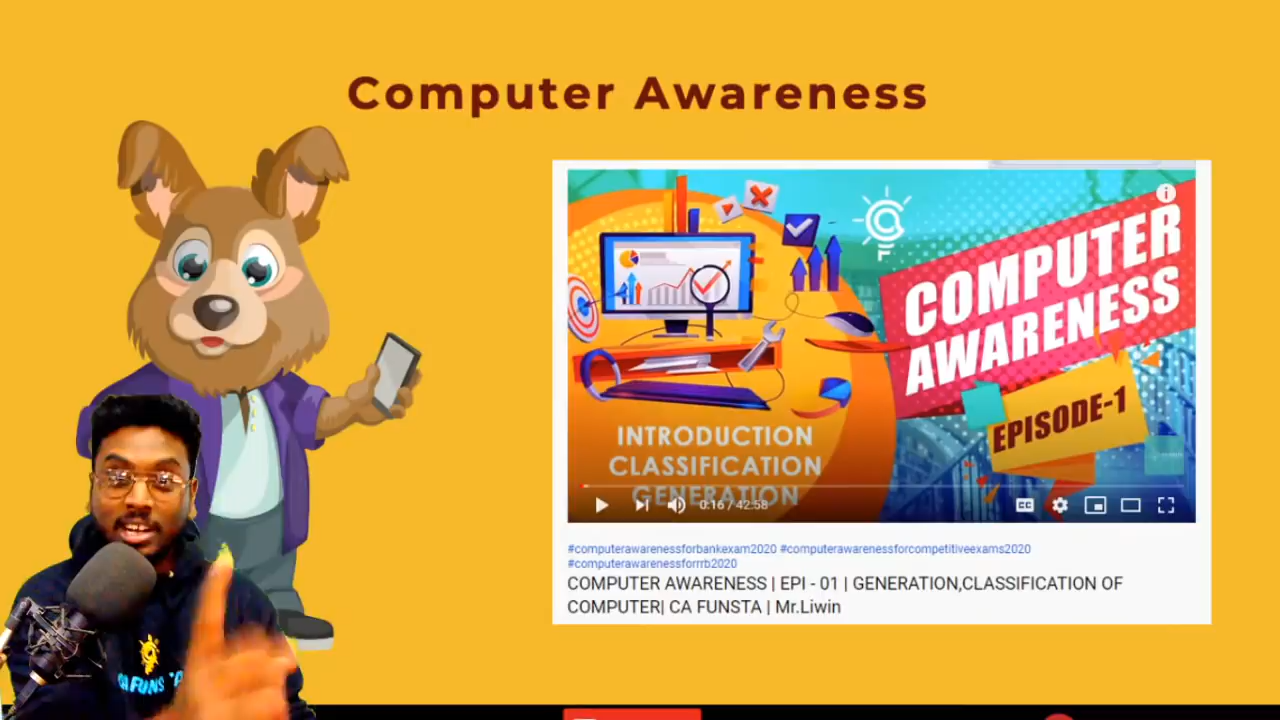 Computer Awareness
COMPUTER
AWARENESS
EPISODE-1
INTRODUCTION
CLASSIFICATION
GENERATION
0:16 / 42:58
CC
#computerawarenessforbankexam2020 #computerawarenessforcompetitiveexams2020
#computerawarenessforrrb2020
COMPUTER AWARENESS | EPI - 01 | GENERATION,CLASSIFICATION OF
COMPUTER| CA FUNSTA | Mr.Liwin